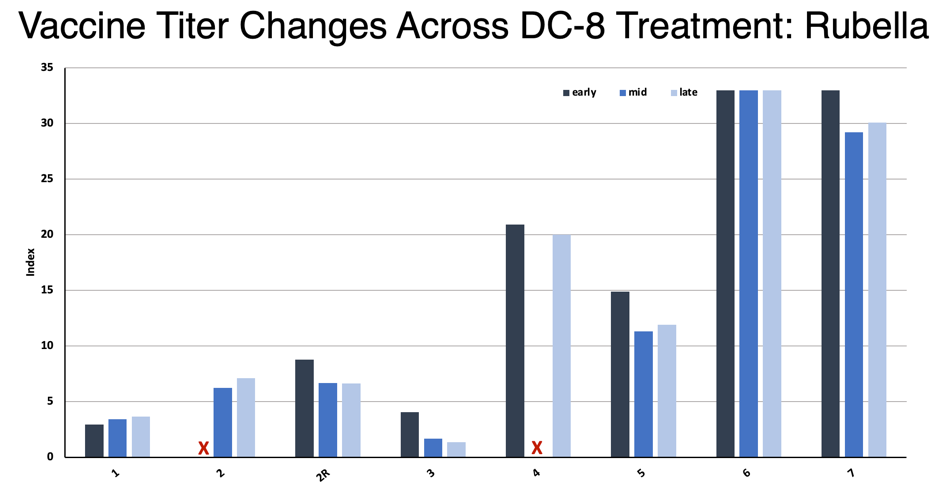 Vaccine Titer Changes Across DC-8 Treatment: Rubella
35
early mid late
30
25
20
Index
15
10
5
X X
0
1 2 2R 3 4 5 6 7